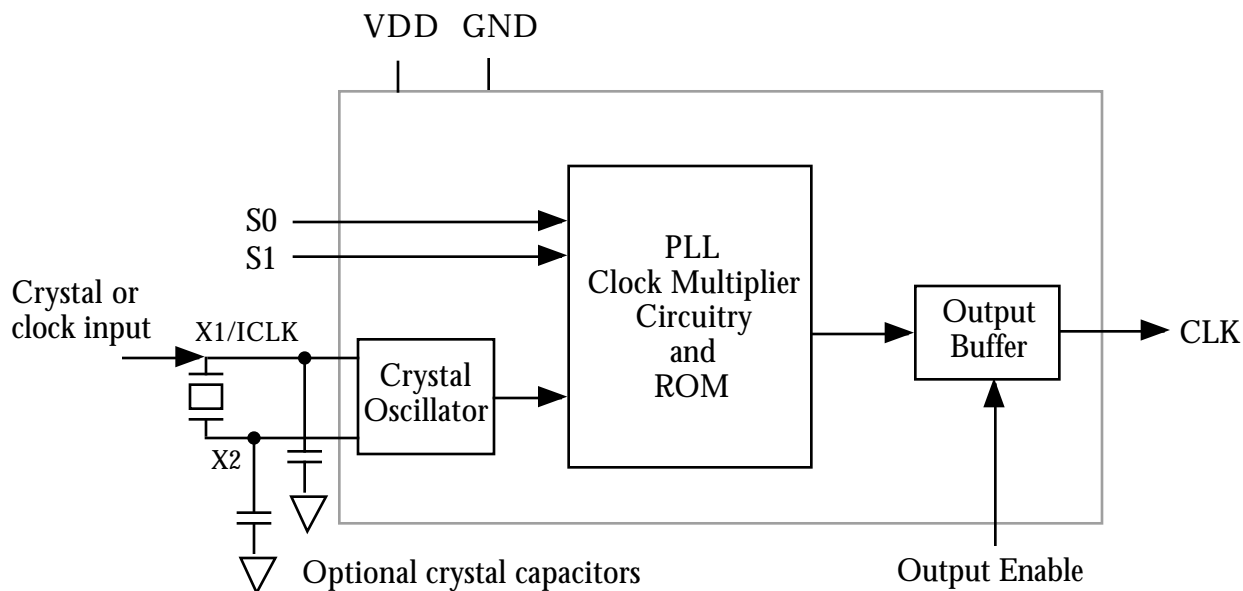 VDD GND
S0
S1
PLL
Clock Multiplier
Circuitry
and
ROM
Crystal or
clock input
X1/ICLK
Crystal
Oscillator
X2
Output
Buffer
CLK
Optional crystal capacitors
Output Enable